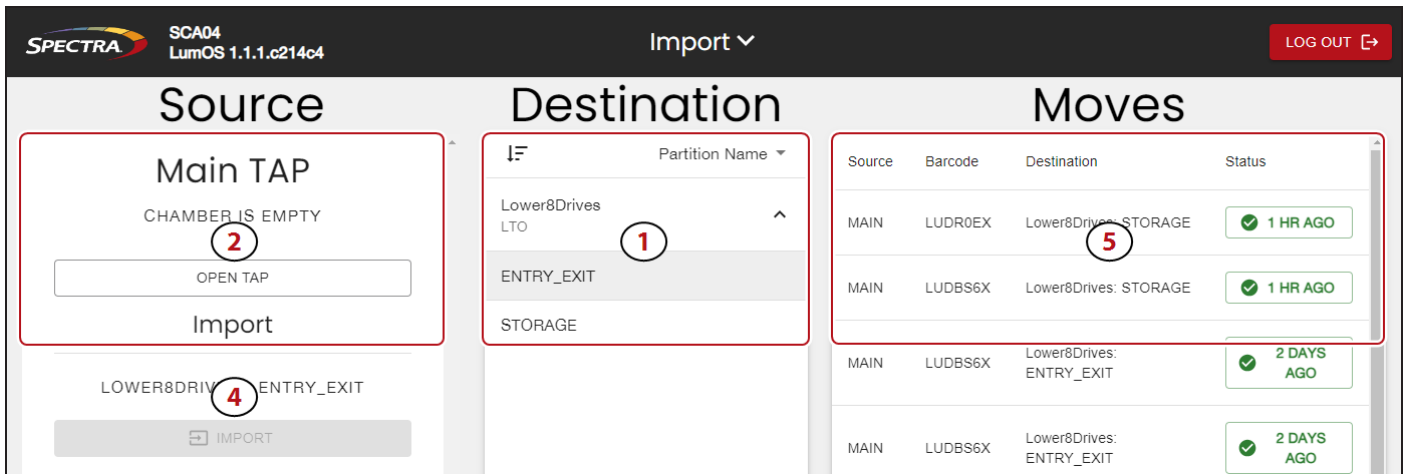 SPECTRA
SCA04
LumOS 1.1.1.c214c4
Import
LOG OUT
Source
Destination
Moves
Main TAP
CHAMBER IS EMPTY
2
OPEN TAP
Import
LOWER8DRIV ENTRY_EXIT
4
IMPORT
Partition Name
Lower8Drives
LTO
1
ENTRY_EXIT
STORAGE
Source Barcode Destination Status
MAIN LUDR0EX Lower8Drives: STORAGE 1 HR AGO
5
MAIN LUDBS6X Lower8Drives: STORAGE 1 HR AGO
MAIN LUDBS6X Lower8Drives: ENTRY_EXIT 2 DAYS AGO
MAIN LUDBS6X Lower8Drives: ENTRY_EXIT 2 DAYS AGO